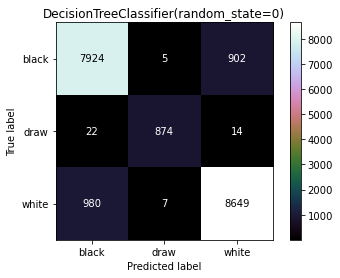 DecisionTreeClassifier(random_state=0)
black 7924 5 902
draw 22 874 14
white 980 7 8649
black draw white
Predicted label
True label
8000
7000
6000
5000
4000
3000
2000
1000